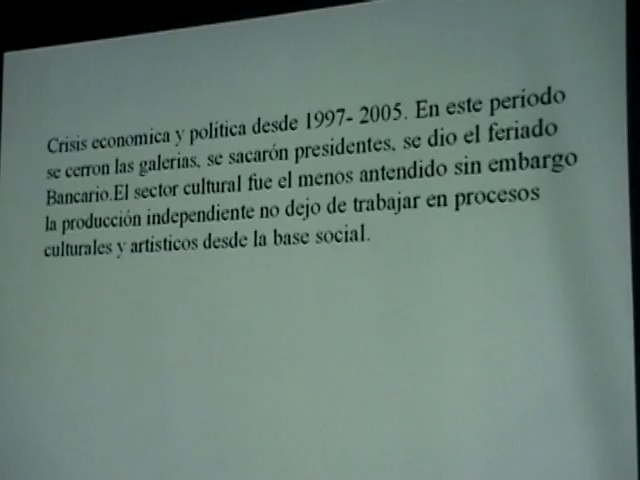 Crisis economica y política desde 1997- 2005. En este período
se cerron las galerias, se sacarón presidentes, se dio el feriado
Bancario.El sector cultural fue el menos antendido sin embargo
la producción independiente no dejo de trabajar en procesos
culturales y artísticos desde la base social.